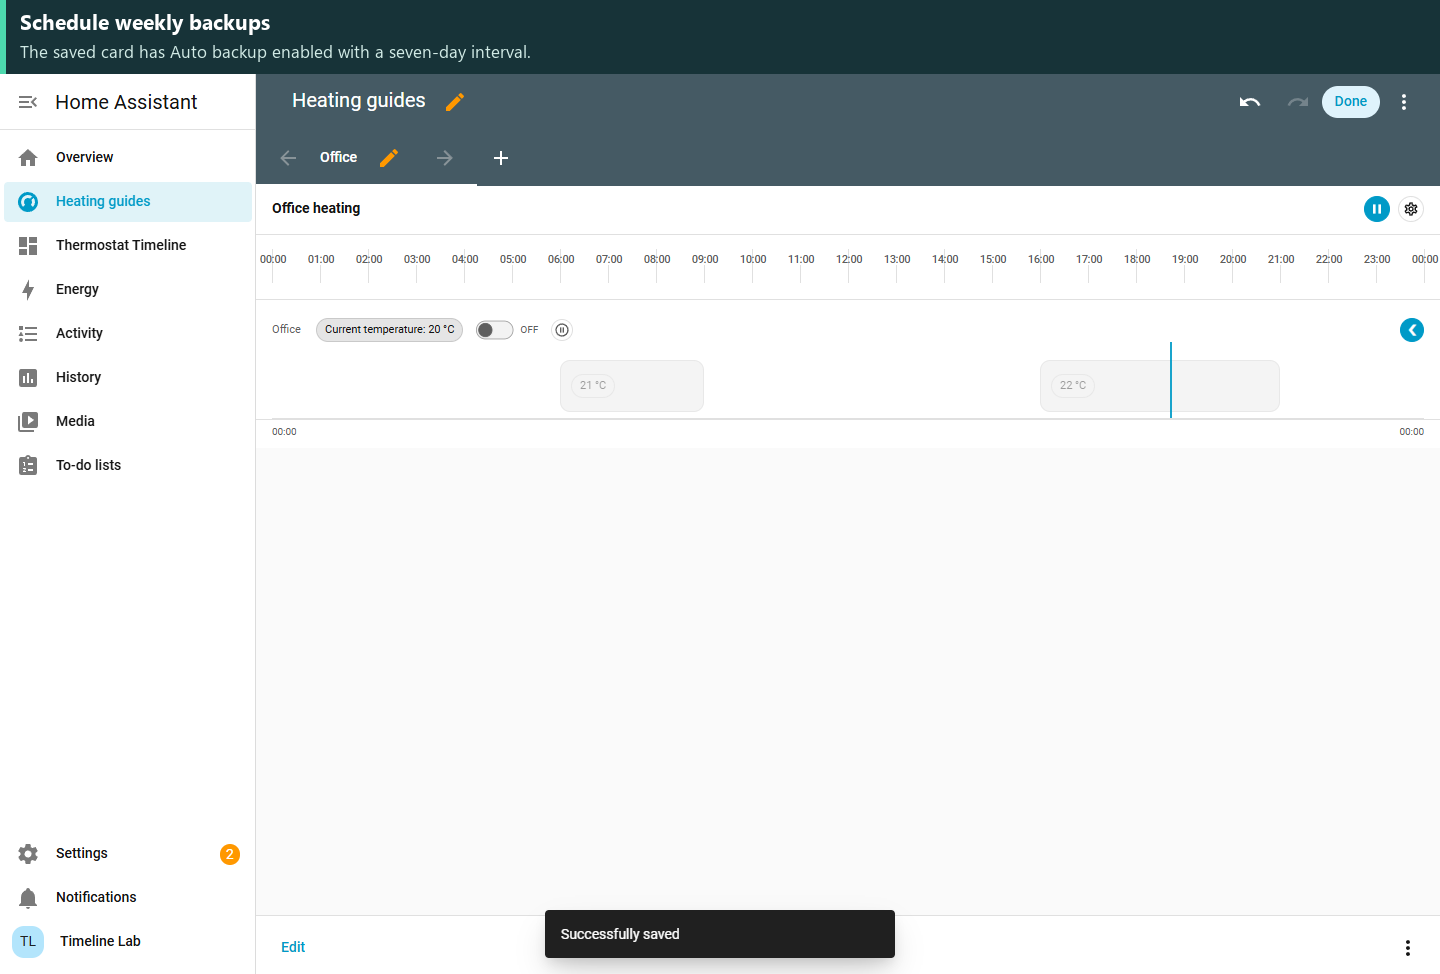 Schedule weekly backups
The saved card has Auto backup enabled with a seven-day interval.
Home Assistant
Overview
Heating guides
Thermostat Timeline
Energy
Activity
History
Media
To-do lists
Settings 2
Notifications
TL Timeline Lab
Heating guides
Done
Office
Office heating
00:00 01:00 02:00 03:00 04:00 05:00 06:00 07:00 08:00 09:00 10:00 11:00 12:00 13:00 14:00 15:00 16:00 17:00 18:00 19:00 20:00 21:00 22:00 23:00 00:00
Office Current temperature: 20 °C OFF
21 °C 22 °C
00:00 00:00
Edit
Successfully saved